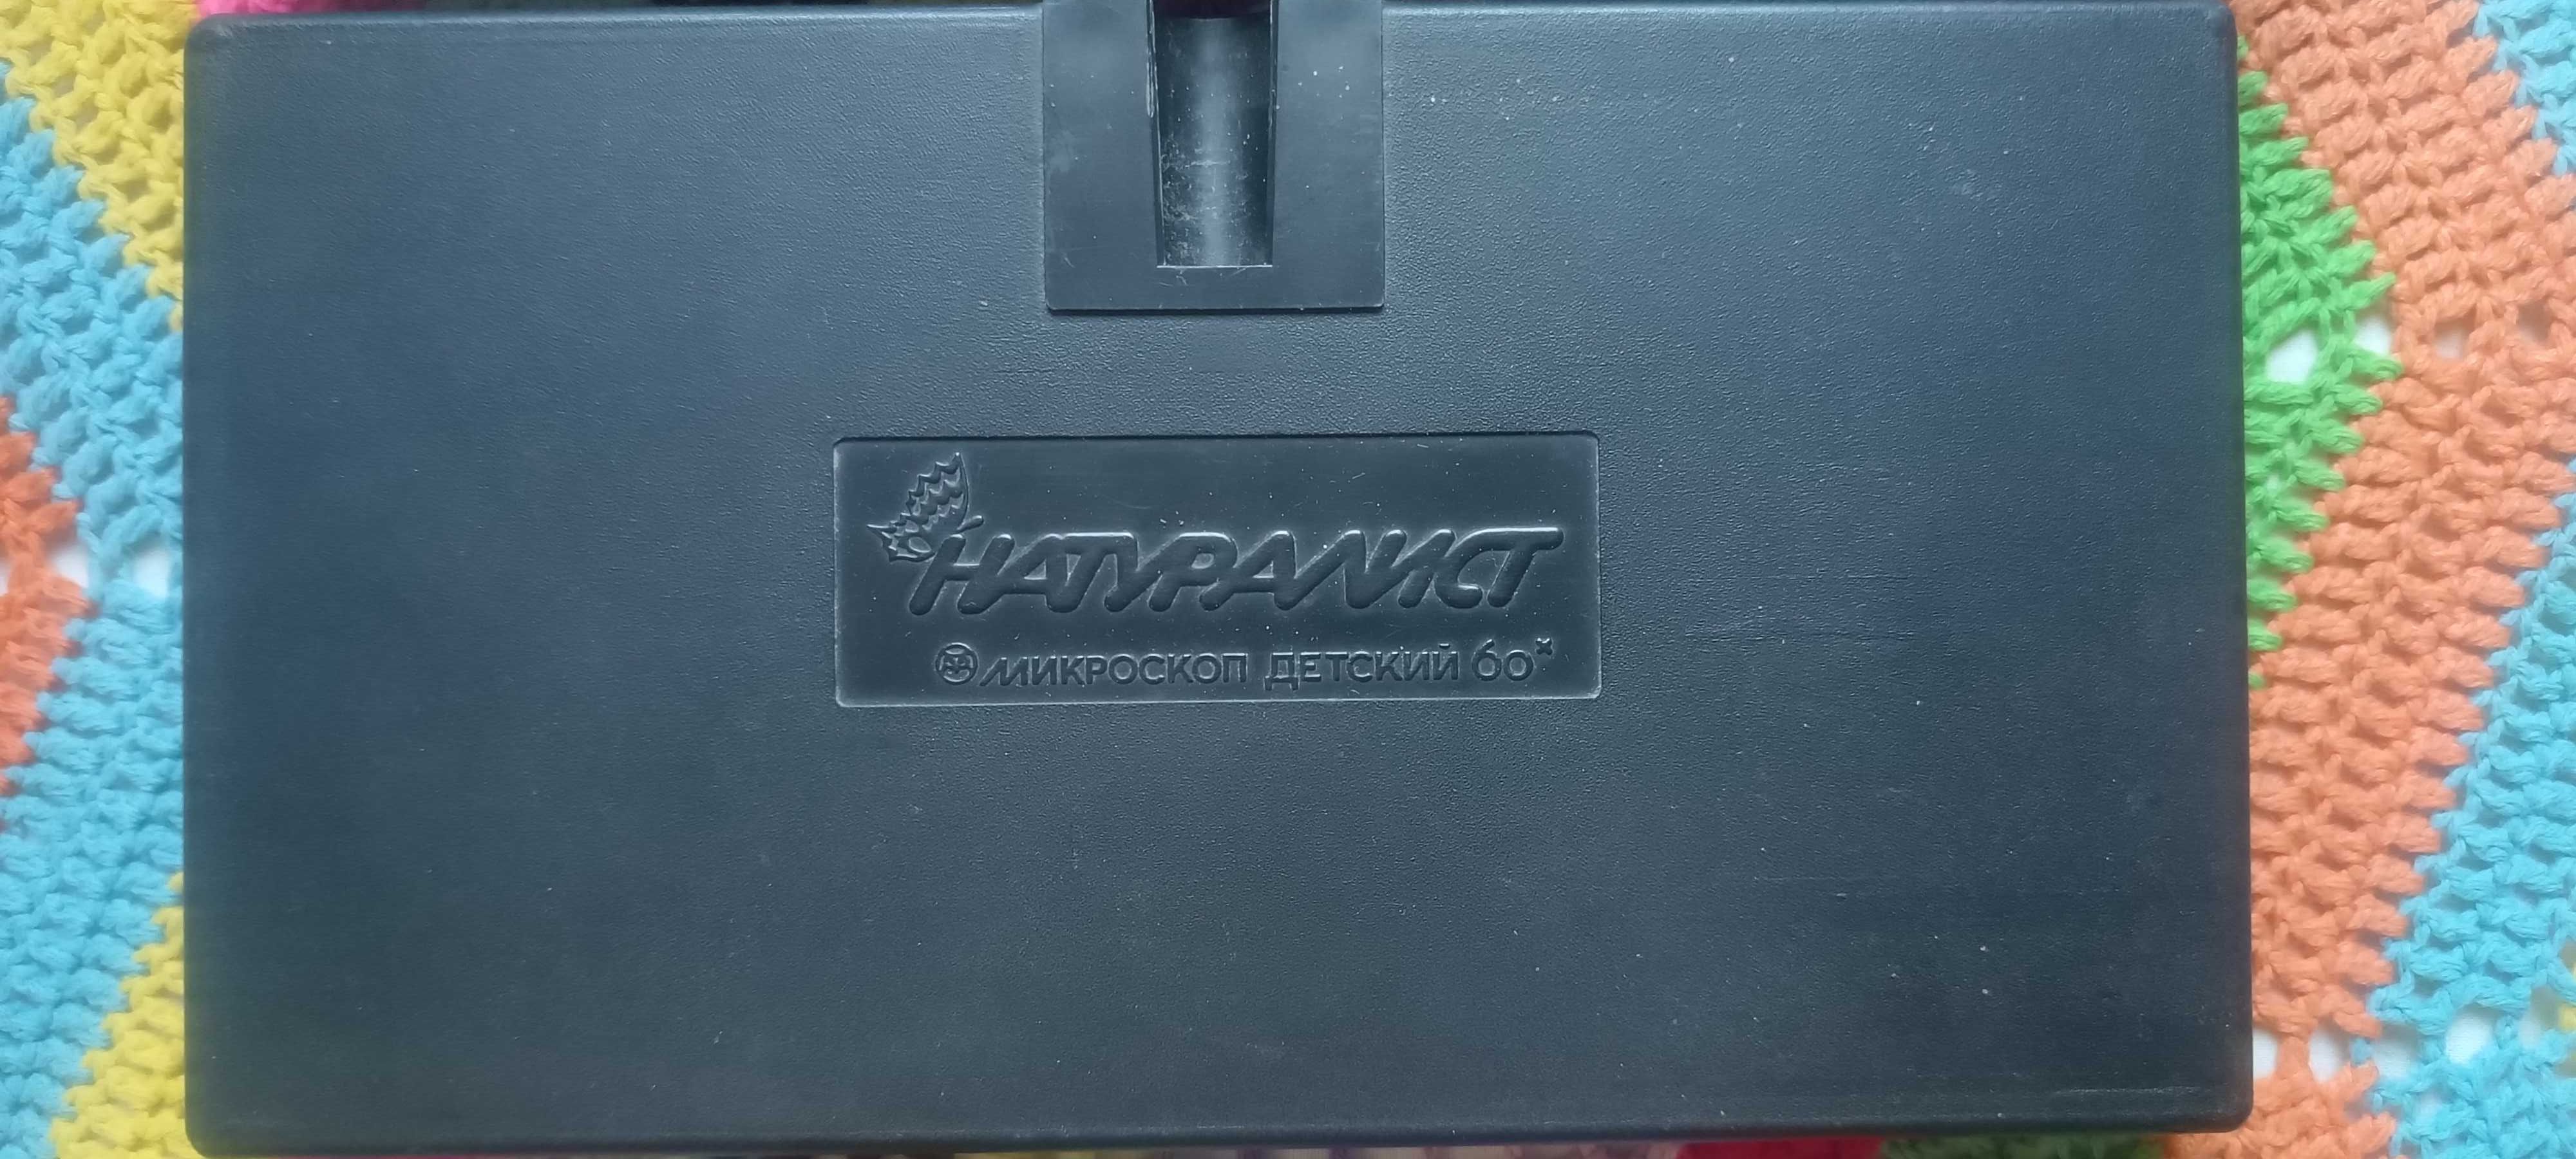 НАТУРАЛИСТ
МИКРОСКОП ДЕТСКИЙ 60ˣ